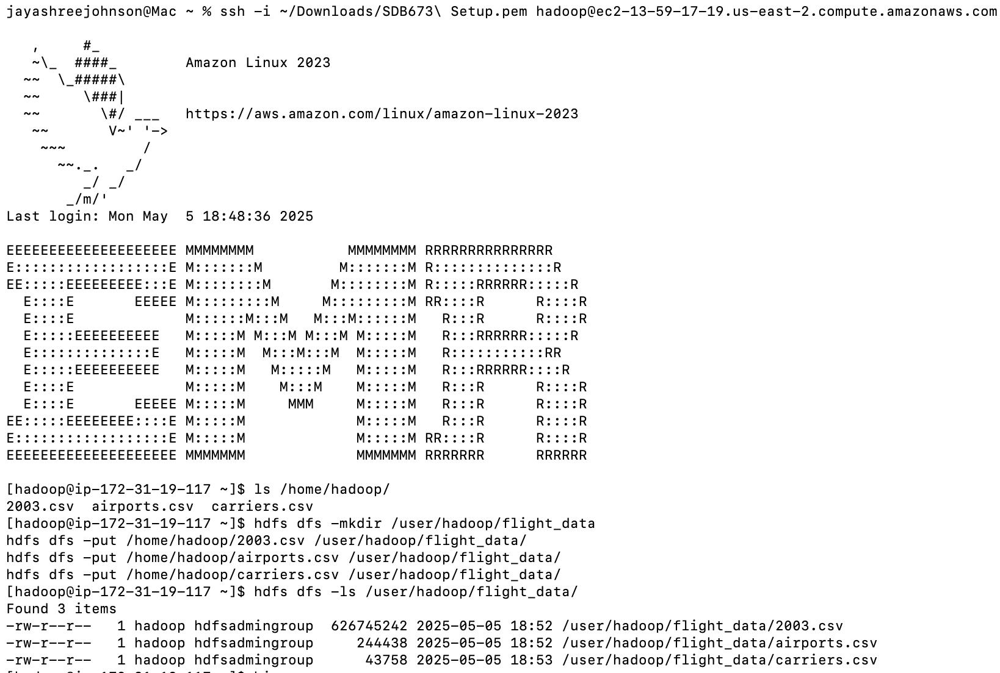 jayashreejohnson@Mac ~ % ssh -i ~/Downloads/SDB673\ Setup.pem hadoop@ec2-13-59-17-19.us-east-2.compute.amazonaws.com
   ,     #_
   ~\_  ####_        Amazon Linux 2023
  ~~  \_#####\
  ~~     \###|
  ~~       \#/ ___   https://aws.amazon.com/linux/amazon-linux-2023
   ~~       V~' '->
    ~~~         /
      ~~._.   _/
         _/ _/
       _/m/'
Last login: Mon May  5 18:48:36 2025
EEEEEEEEEEEEEEEEEEEE MMMMMMMM           MMMMMMMM RRRRRRRRRRRRRRR
E::::::::::::::::::E M:::::::M         M:::::::M R::::::::::::::R
EE:::::EEEEEEEEE:::E M::::::::M       M::::::::M R:::::RRRRRR:::::R
  E::::E       EEEEE M:::::::::M     M:::::::::M RR::::R      R::::R
  E::::E             M::::::M:::M   M:::M::::::M   R:::R      R::::R
  E:::::EEEEEEEEEE   M:::::M M:::M M:::M M:::::M   R:::RRRRRR:::::R
  E::::::::::::::E   M:::::M  M:::M:::M  M:::::M   R:::::::::::RR
  E:::::EEEEEEEEEE   M:::::M   M:::::M   M:::::M   R:::RRRRRR::::R
  E::::E             M:::::M    M:::M    M:::::M   R:::R      R::::R
  E::::E       EEEEE M:::::M     MMM     M:::::M   R:::R      R::::R
EE:::::EEEEEEEE::::E M:::::M             M:::::M   R:::R      R::::R
E::::::::::::::::::E M:::::M             M:::::M RR::::R      R::::R
EEEEEEEEEEEEEEEEEEEE MMMMMMM             MMMMMMM RRRRRRR      RRRRRR
[hadoop@ip-172-31-19-117 ~]$ ls /home/hadoop/
2003.csv  airports.csv  carriers.csv
[hadoop@ip-172-31-19-117 ~]$ hdfs dfs -mkdir /user/hadoop/flight_data
hdfs dfs -put /home/hadoop/2003.csv /user/hadoop/flight_data/
hdfs dfs -put /home/hadoop/airports.csv /user/hadoop/flight_data/
hdfs dfs -put /home/hadoop/carriers.csv /user/hadoop/flight_data/
[hadoop@ip-172-31-19-117 ~]$ hdfs dfs -ls /user/hadoop/flight_data/
Found 3 items
-rw-r--r--   1 hadoop hdfsadmingroup  626745242 2025-05-05 18:52 /user/hadoop/flight_data/2003.csv
-rw-r--r--   1 hadoop hdfsadmingroup     244438 2025-05-05 18:52 /user/hadoop/flight_data/airports.csv
-rw-r--r--   1 hadoop hdfsadmingroup      43758 2025-05-05 18:53 /user/hadoop/flight_data/carriers.csv